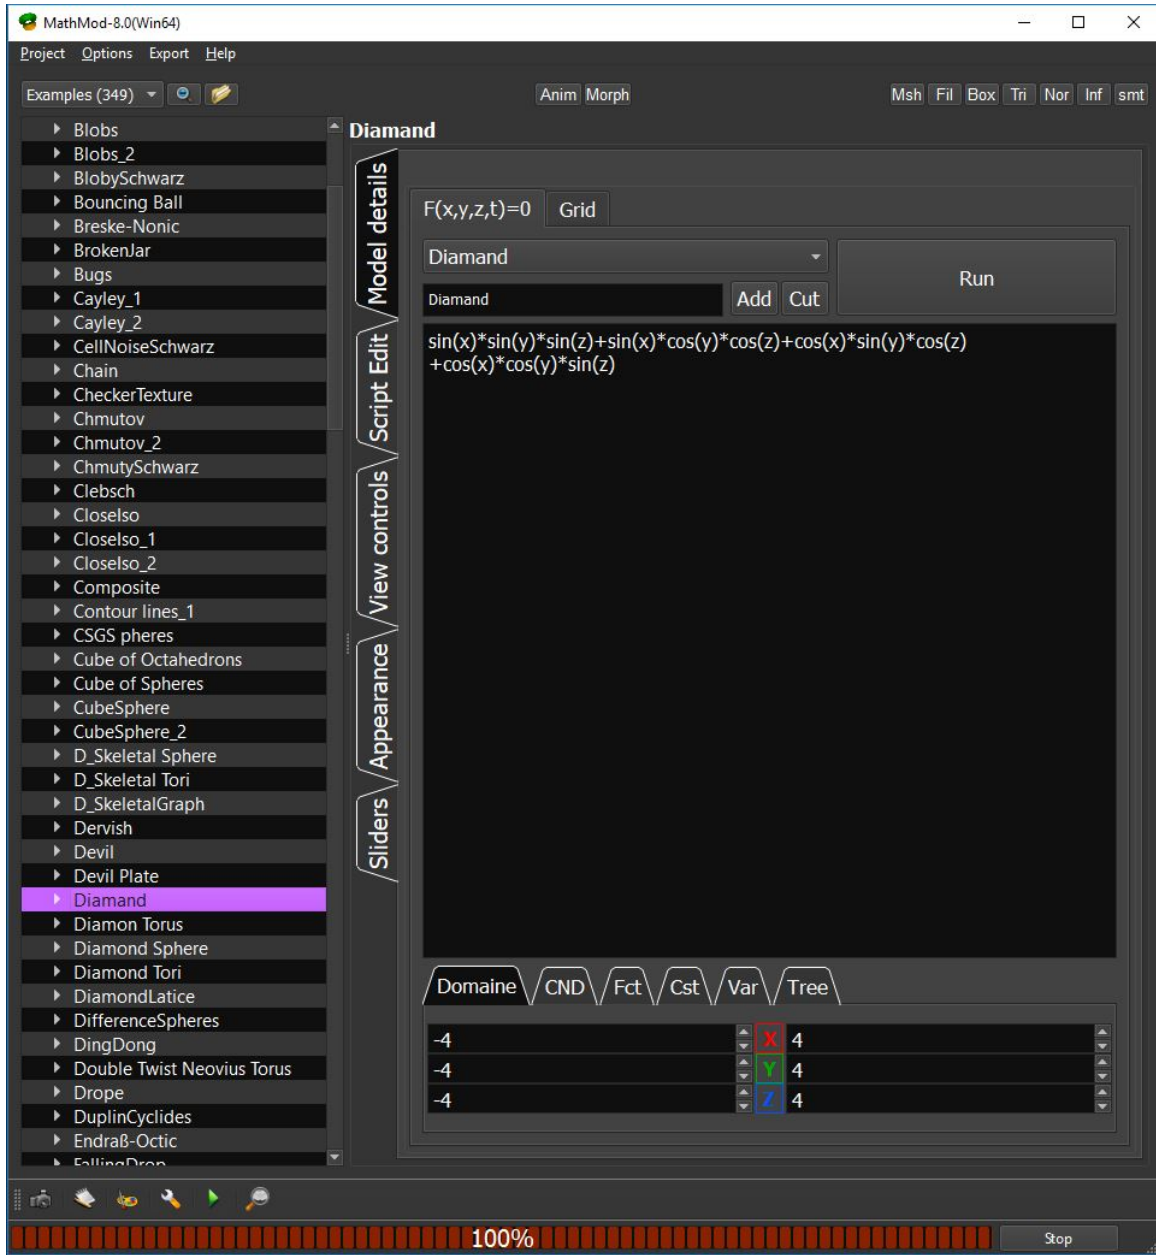 MathMod-8.0(Win64)
Project Options Export Help
Examples (349)
Anim Morph
Msh Fil Box Tri Nor Inf smt
Blobs
Blobs_2
BlobySchwarz
Bouncing Ball
Breske-Nonic
BrokenJar
Bugs
Cayley_1
Cayley_2
CellNoiseSchwarz
Chain
CheckerTexture
Chmutov
Chmutov_2
ChmutySchwarz
Clebsch
CloseIso
CloseIso_1
CloseIso_2
Composite
Contour lines_1
CSGS pheres
Cube of Octahedrons
Cube of Spheres
CubeSphere
CubeSphere_2
D_Skeletal Sphere
D_Skeletal Tori
D_SkeletalGraph
Dervish
Devil
Devil Plate
Diamand
Diamon Torus
Diamond Sphere
Diamond Tori
DiamondLatice
DifferenceSpheres
DingDong
Double Twist Neovius Torus
Drope
DuplinCyclides
Endraß-Octic
FallingDrop
Diamand
Model details
Script Edit
View controls
Appearance
Sliders
F(x,y,z,t)=0 Grid
Diamand
Run
Diamand
Add Cut
sin(x)*sin(y)*sin(z)+sin(x)*cos(y)*cos(z)+cos(x)*sin(y)*cos(z)
+cos(x)*cos(y)*sin(z)
Domaine CND Fct Cst Var Tree
-4 X 4
-4 Y 4
-4 Z 4
100%
Stop